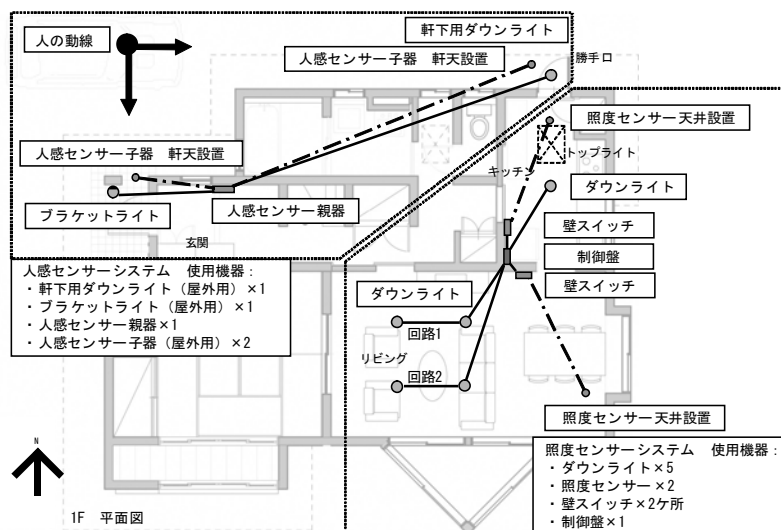 人の動線
軒下用ダウンライト
人感センサー子器 軒天設置
勝手口
人感センサー子器 軒天設置
照度センサー天井設置
トップライト
キッチン
ダウンライト
ブラケットライト
人感センサー親器
壁スイッチ
玄関
制御盤
壁スイッチ
人感センサーシステム 使用機器:
・軒下用ダウンライト(屋外用)×1
・ブラケットライト(屋外用)×1
・人感センサー親器×1
・人感センサー子器(屋外用)×2
ダウンライト
回路1
リビング
回路2
照度センサー天井設置
照度センサーシステム 使用機器:
・ダウンライト×5
・照度センサー×2
・壁スイッチ×2ケ所
・制御盤×1
N
1F 平面図